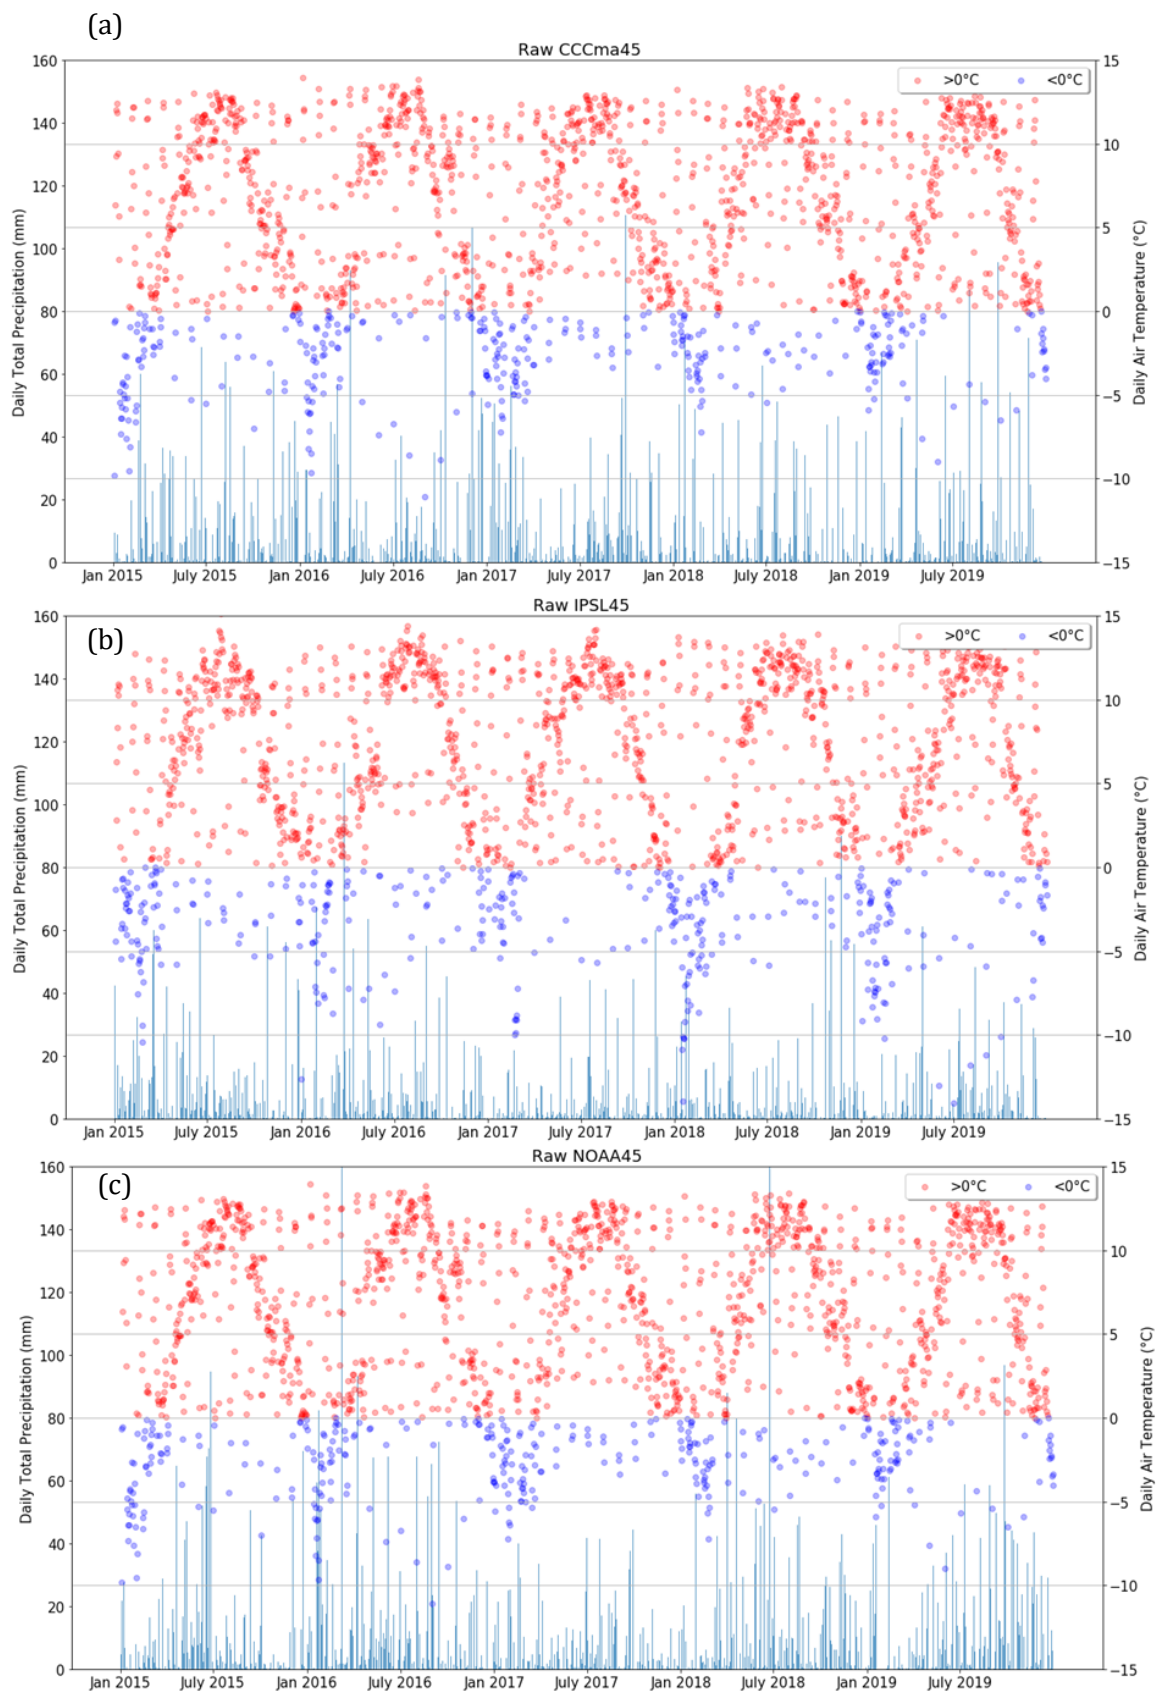 (a)
Raw CCCma45
>0°C <0°C
160
140
120
100
80
60
40
20
0
15
10
5
0
−5
−10
−15
Daily Total Precipitation (mm)
Daily Air Temperature (°C)
Jan 2015 July 2015 Jan 2016 July 2016 Jan 2017 July 2017 Jan 2018 July 2018 Jan 2019 July 2019
Raw IPSL45
(b)
>0°C <0°C
160
140
120
100
80
60
40
20
0
15
10
5
0
−5
−10
−15
Daily Total Precipitation (mm)
Daily Air Temperature (°C)
Jan 2015 July 2015 Jan 2016 July 2016 Jan 2017 July 2017 Jan 2018 July 2018 Jan 2019 July 2019
Raw NOAA45
(c)
>0°C <0°C
160
140
120
100
80
60
40
20
0
15
10
5
0
−5
−10
−15
Daily Total Precipitation (mm)
Daily Air Temperature (°C)
Jan 2015 July 2015 Jan 2016 July 2016 Jan 2017 July 2017 Jan 2018 July 2018 Jan 2019 July 2019